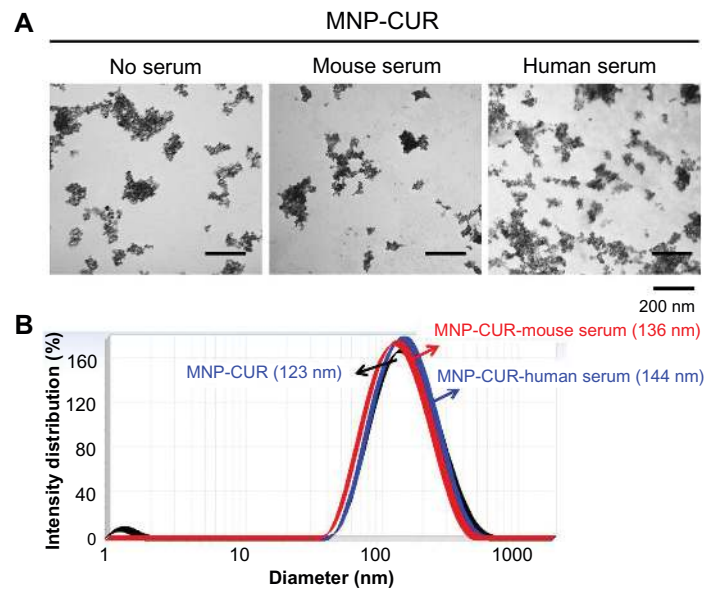 A
MNP-CUR
No serum
Mouse serum
Human serum
200 nm
B
Intensity distribution (%)
160
120
80
40
0
MNP-CUR (123 nm)
MNP-CUR-mouse serum (136 nm)
MNP-CUR-human serum (144 nm)
1
10
100
1000
Diameter (nm)